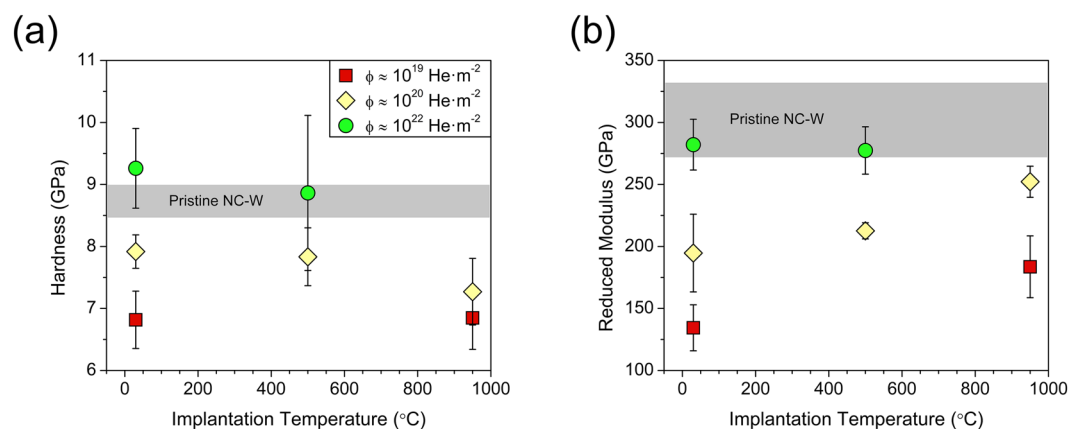 (a)
11
10
9
8
7
6
Hardness (GPa)
ϕ ≈ 10¹⁹ He·m⁻²
ϕ ≈ 10²⁰ He·m⁻²
ϕ ≈ 10²² He·m⁻²
Pristine NC-W
0 200 400 600 800 1000
Implantation Temperature (°C)
(b)
350
300
250
200
150
100
Reduced Modulus (GPa)
Pristine NC-W
0 200 400 600 800 1000
Implantation Temperature (°C)